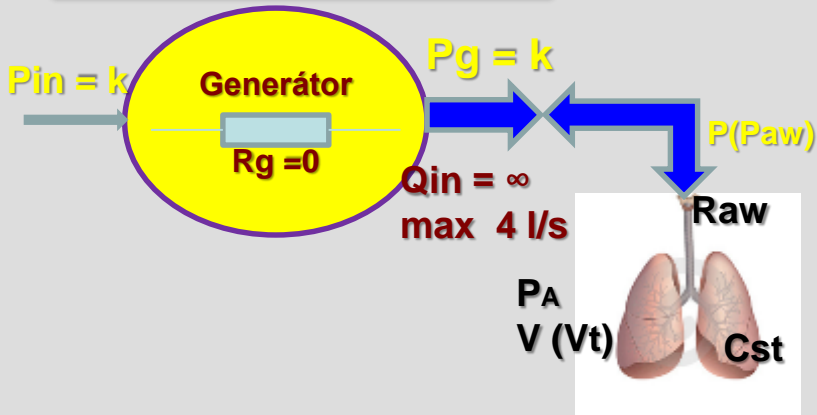 Pin = k
Generátor
Rg =0
Pg = k
Qin = ∞
max 4 l/s
P(Paw)
Raw
PA
V (Vt)
Cst